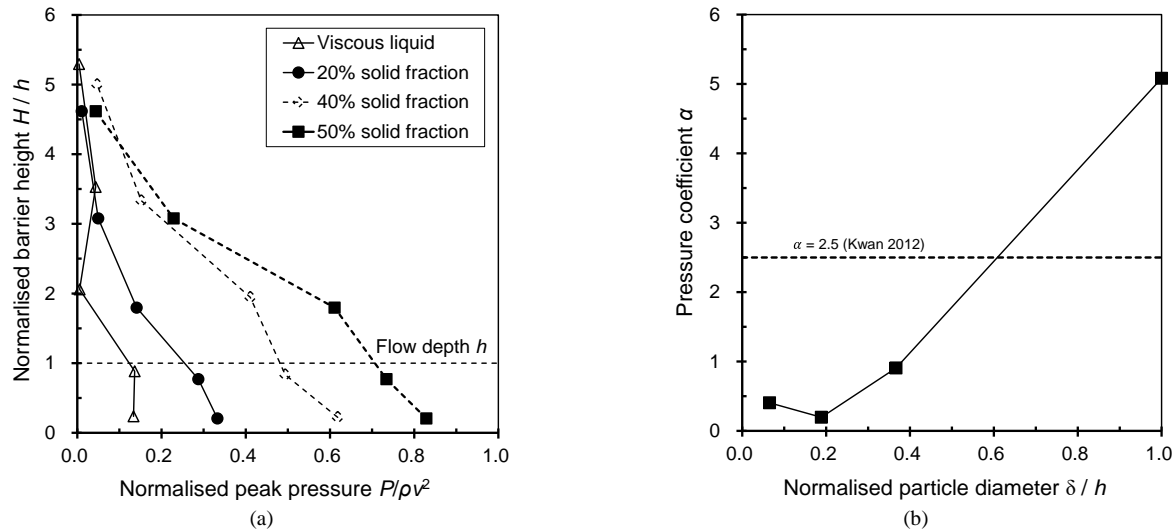 6
5
4
3
2
1
0
Normarlised barrier height H / h
Viscous liquid
20% solid fraction
40% solid fraction
50% solid fraction
Flow depth h
0.0 0.2 0.4 0.6 0.8 1.0
Normalised peak pressure P/ρv²
(a)
6
5
4
3
2
1
0
Pressure coefficient α
α = 2.5 (Kwan 2012)
0.0 0.2 0.4 0.6 0.8 1.0
Normalised particle diameter δ / h
(b)